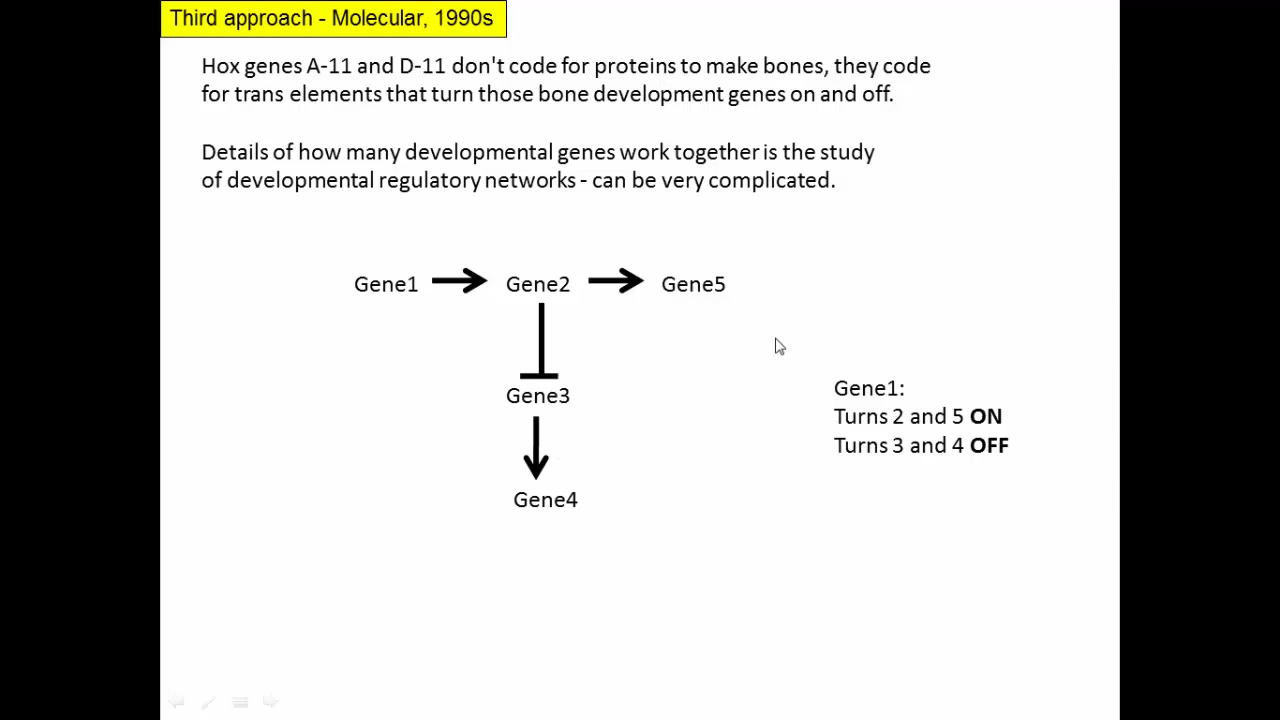 Third approach - Molecular, 1990s
Hox genes A-11 and D-11 don't code for proteins to make bones, they code
for trans elements that turn those bone development genes on and off.
Details of how many developmental genes work together is the study
of developmental regulatory networks - can be very complicated.
Gene1 Gene2 Gene5
Gene3
Gene4
Gene1:
Turns 2 and 5 ON
Turns 3 and 4 OFF